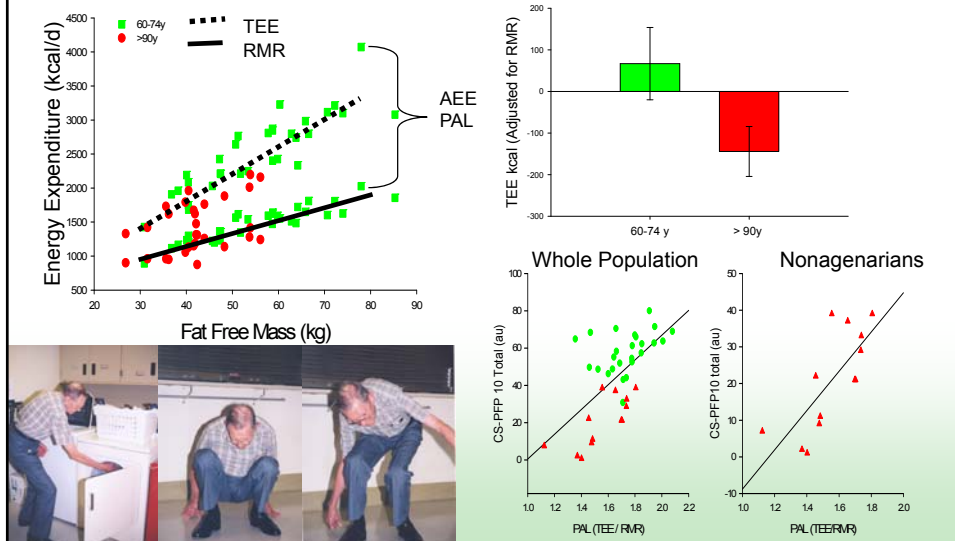 60-74y
>90y
TEE
RMR
AEE
PAL
Energy Expenditure (kcal/d)
4500
4000
3500
3000
2500
2000
1500
1000
500
20 30 40 50 60 70 80 90
Fat Free Mass (kg)
TEE kcal (Adjusted for RMR)
200
100
0
-100
-200
-300
60-74 y > 90y
Whole Population
CS-PFP 10 Total (au)
100
80
60
40
20
0
1.0 1.2 1.4 1.6 1.8 2.0 2.2
PAL (TEE / RMR)
Nonagenarians
CS-PFP10 total (au)
50
40
30
20
10
0
-10
1.0 1.2 1.4 1.6 1.8 2.0
PAL (TEE/RMR)